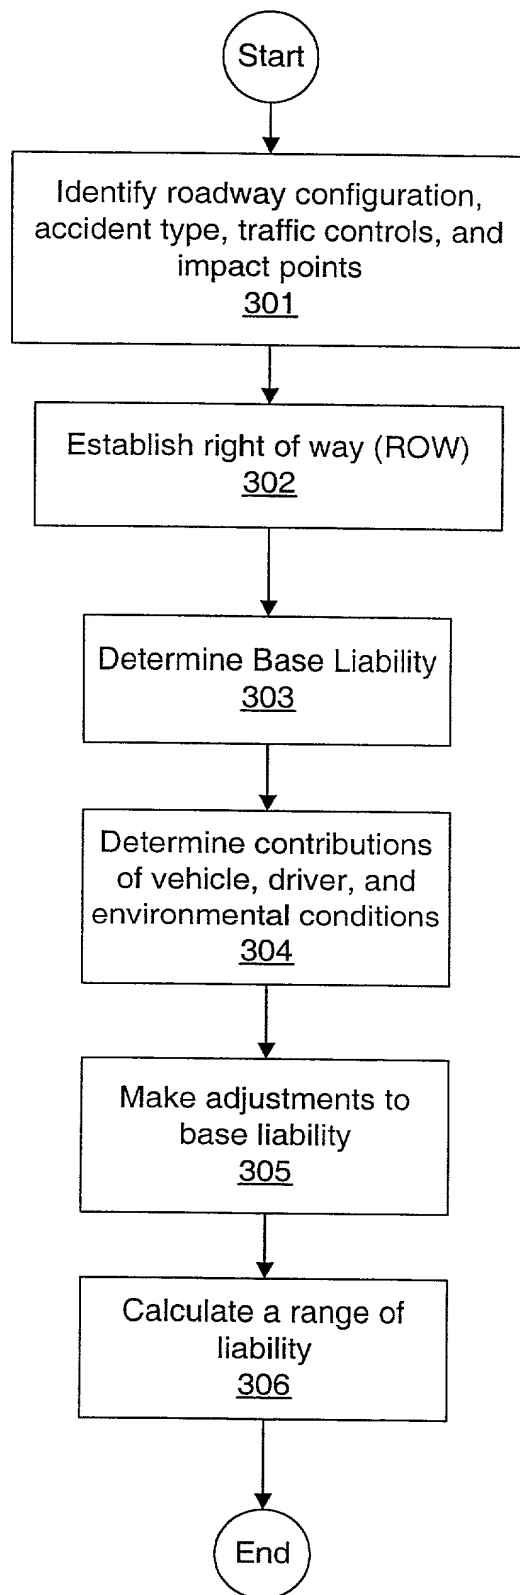 Start
Identify roadway configuration,
accident type, traffic controls, and
impact points
301
Establish right of way (ROW)
302
Determine Base Liability
303
Determine contributions
of vehicle, driver, and
environmental conditions
304
Make adjustments to
base liability
305
Calculate a range of
liability
306
End